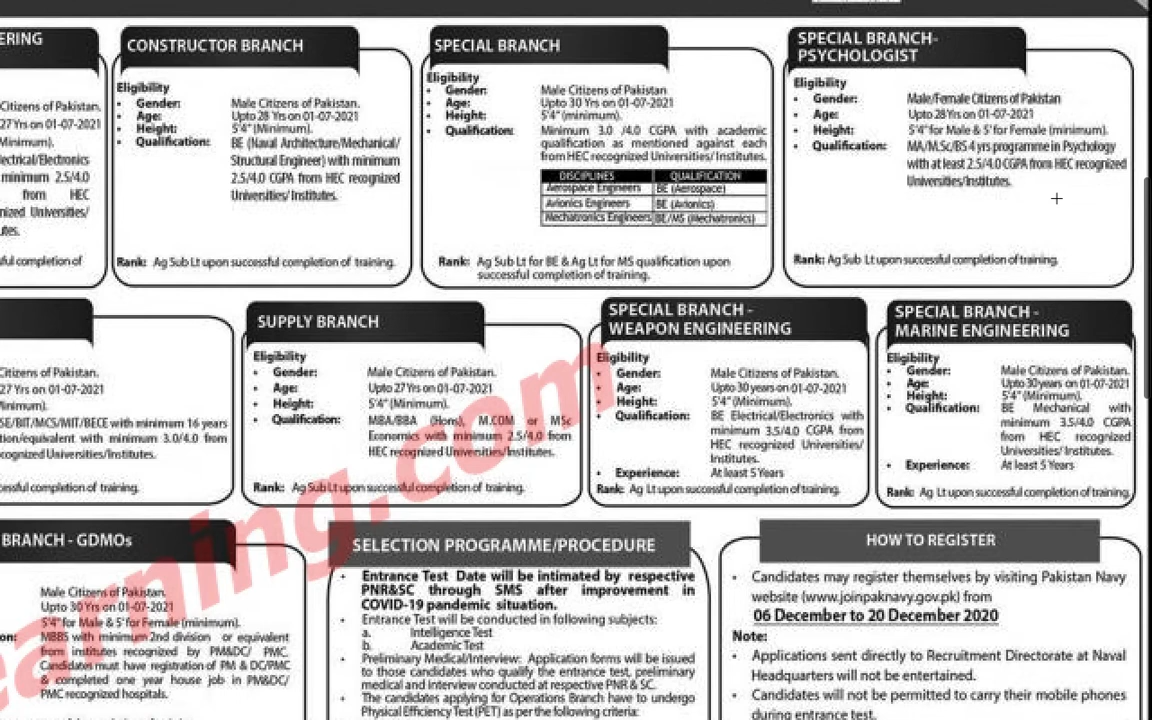 ERING
Citizens of Pakistan.
27 Yrs on 01-07-2021
Minimum).
lectrical/Electronics
minimum 2.5/4.0
from HEC
nized Universities/
utes.
ful completion of
CONSTRUCTOR BRANCH
Eligibility
• Gender: Male Citizens of Pakistan.
• Age: Upto 28 Yrs on 01-07-2021
• Height: 5'4" (Minimum).
• Qualification: BE (Naval Architecture/Mechanical/
Structural Engineer) with minimum
2.5/4.0 CGPA from HEC recognized
Universities/ Institutes.
Rank: Ag Sub Lt upon successful completion of training.
SPECIAL BRANCH
Eligibility
• Gender: Male Citizens of Pakistan.
• Age: Upto 30 Yrs on 01-07-2021
• Height: 5'4" (minimum).
• Qualification: Minimum 3.0 /4.0 CGPA with academic
qualification as mentioned against each
from HEC recognized Universities/ Institutes.
DISCIPLINES QUALIFICATION
Aerospace Engineers BE (Aerospace)
Avionics Engineers BE (Avionics)
Mechatronics Engineers BE/MS (Mechatronics)
Rank: Ag Sub Lt for BE & Ag Lt for MS qualification upon
successful completion of training.
SPECIAL BRANCH-
PSYCHOLOGIST
Eligibility
• Gender: Male/Female Citizens of Pakistan
• Age: Upto 28 Yrs on 01-07-2021
• Height: 5'4" for Male & 5' for Female (minimum).
• Qualification: MA/M.Sc/BS 4 yrs programme in Psychology
with at least 2.5/4.0 CGPA from HEC recognized
Universities/Institutes.
Rank: Ag Sub Lt upon successful completion of training.
Citizens of Pakistan.
27 Yrs on 01-07-2021
Minimum).
SE/BIT/MCS/MIT/BECE with minimum 16 years
tion/equivalent with minimum 3.0/4.0 from
ecognized Universities/Institutes.
cessful completion of training.
SUPPLY BRANCH
Eligibility
• Gender: Male Citizens of Pakistan.
• Age: Upto 27 Yrs on 01-07-2021
• Height: 5'4" (Minimum).
• Qualification: MBA/BBA (Hons), M.COM or MSc
Economics with minimum 2.5/4.0 from
HEC recognized Universities/Institutes.
Rank: Ag Sub Lt upon successful completion of training.
SPECIAL BRANCH -
WEAPON ENGINEERING
Eligibility
• Gender: Male Citizens of Pakistan.
• Age: Upto 30 years on 01-07-2021
• Height: 5'4" (Minimum).
• Qualification: BE Electrical/Electronics with
minimum 3.5/4.0 CGPA from
HEC recognized Universities/
Institutes.
• Experience: At least 5 Years
Rank: Ag Lt upon successful completion of training.
SPECIAL BRANCH -
MARINE ENGINEERING
Eligibility
• Gender: Male Citizens of Pakistan.
• Age: Upto 30 years on 01-07-2021
• Height: 5'4" (Minimum).
• Qualification: BE Mechanical with
minimum 3.5/4.0 CGPA
from HEC recognized
Universities/ Institutes.
• Experience: At least 5 Years
Rank: Ag Lt upon successful completion of training.
BRANCH - GDMOs
Male Citizens of Pakistan.
Upto 30 Yrs on 01-07-2021
5'4" for Male & 5' for Female (minimum).
on: MBBS with minimum 2nd division or equivalent
from institutes recognized by PM&DC/ PMC.
Candidates must have registration of PM & DC/PMC
& completed one year house job in PM&DC/
PMC recognized hospitals.
SELECTION PROGRAMME/PROCEDURE
• Entrance Test Date will be intimated by respective
PNR&SC through SMS after improvement in
COVID-19 pandemic situation.
• Entrance Test will be conducted in following subjects:
a. Intelligence Test
b. Academic Test
• Preliminary Medical/Interview: Application forms will be issued
to those candidates who qualify the entrance test, preliminary
medical and interview conducted at respective PNR & SC.
• The candidates applying for Operations Branch have to undergo
Physical Efficiency Test (PET) as per the following criteria:
HOW TO REGISTER
• Candidates may register themselves by visiting Pakistan Navy
website (www.joinpaknavy.gov.pk) from
06 December to 20 December 2020
Note:
• Applications sent directly to Recruitment Directorate at Naval
Headquarters will not be entertained.
• Candidates will not be permitted to carry their mobile phones
during entrance test.
earning.com